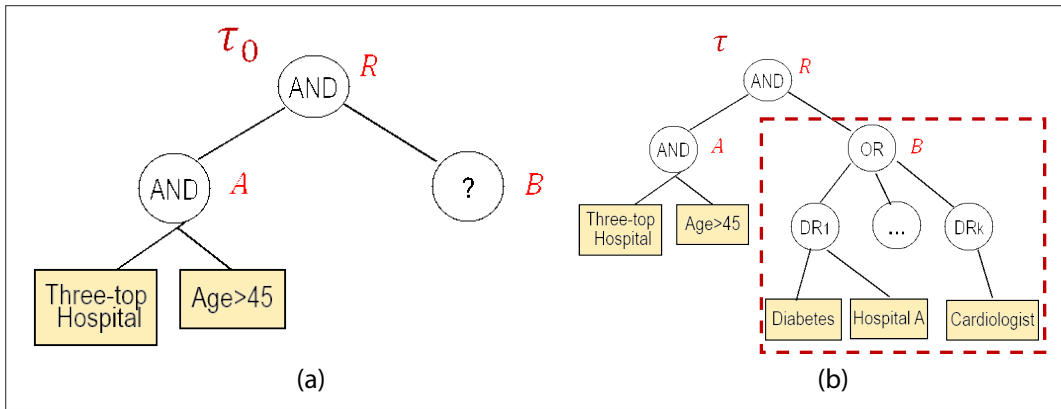 τ0
R
AND
AND
A
?
B
Three-top
Hospital
Age>45
(a)
τ
R
AND
AND
A
OR
B
Three-top
Hospital
Age>45
DR1
...
DRk
Diabetes
Hospital A
Cardiologist
(b)